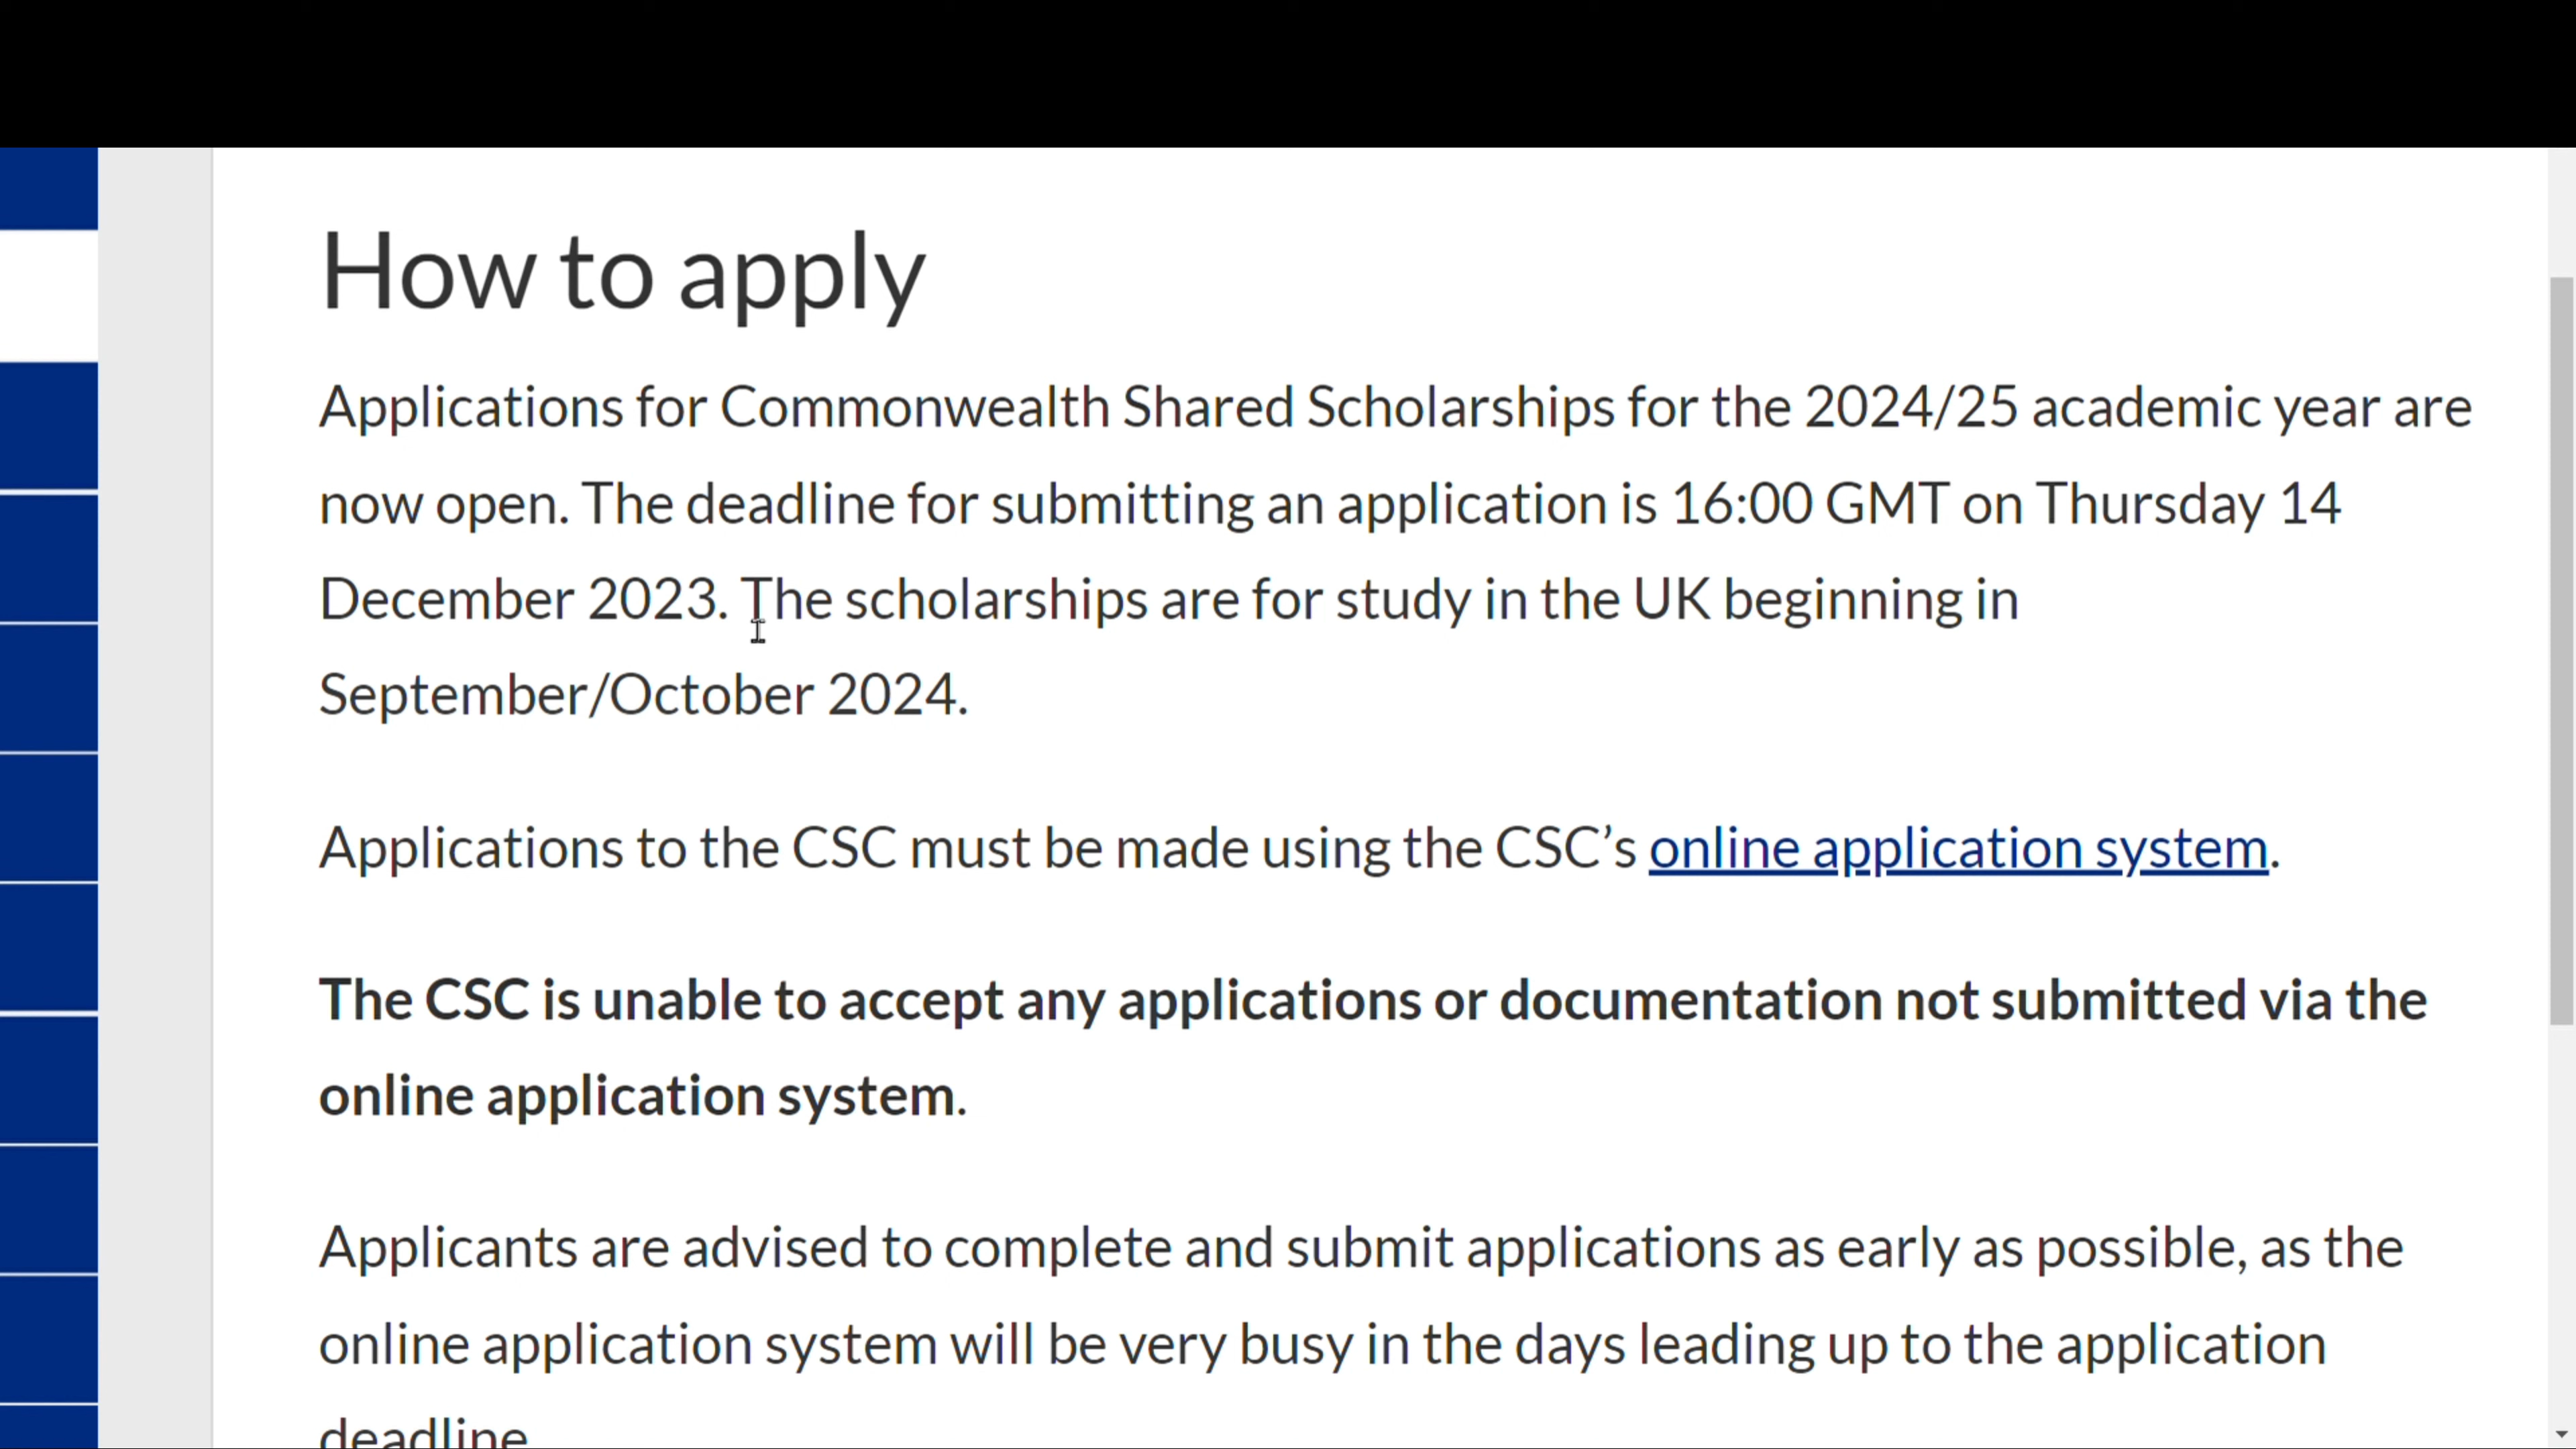 How to apply
Applications for Commonwealth Shared Scholarships for the 2024/25 academic year are
now open. The deadline for submitting an application is 16:00 GMT on Thursday 14
December 2023. The scholarships are for study in the UK beginning in
September/October 2024.
Applications to the CSC must be made using the CSC’s online application system.
The CSC is unable to accept any applications or documentation not submitted via the
online application system.
Applicants are advised to complete and submit applications as early as possible, as the
online application system will be very busy in the days leading up to the application
deadline